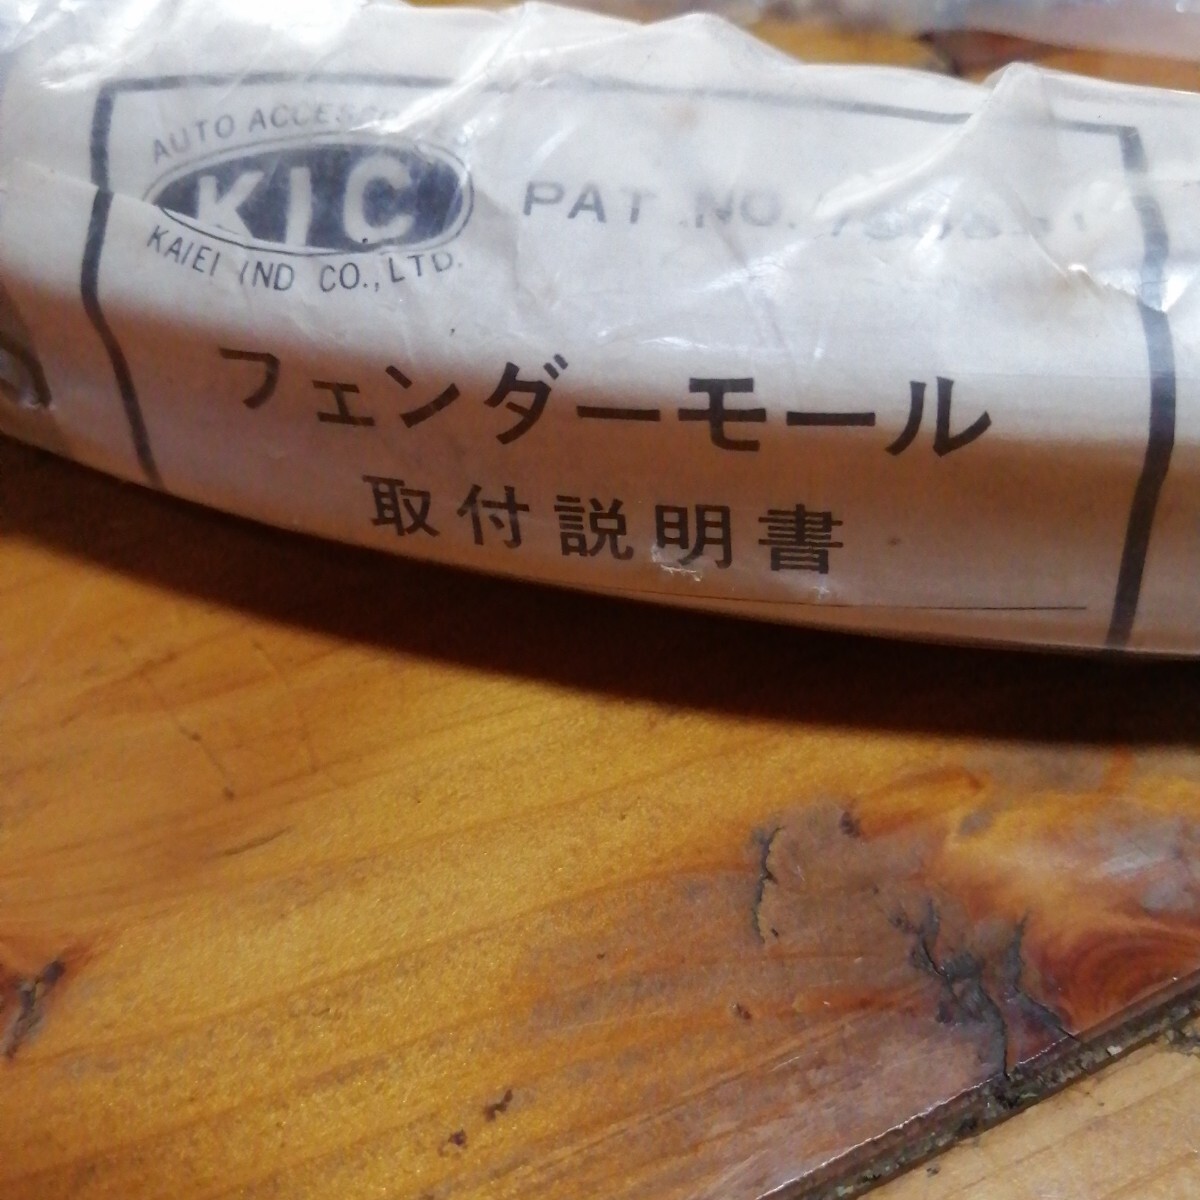 AUTO ACCESSORIES
KIC
KAIEI IND CO., LTD.
PAT NO.
フェンダーモール
取付説明書